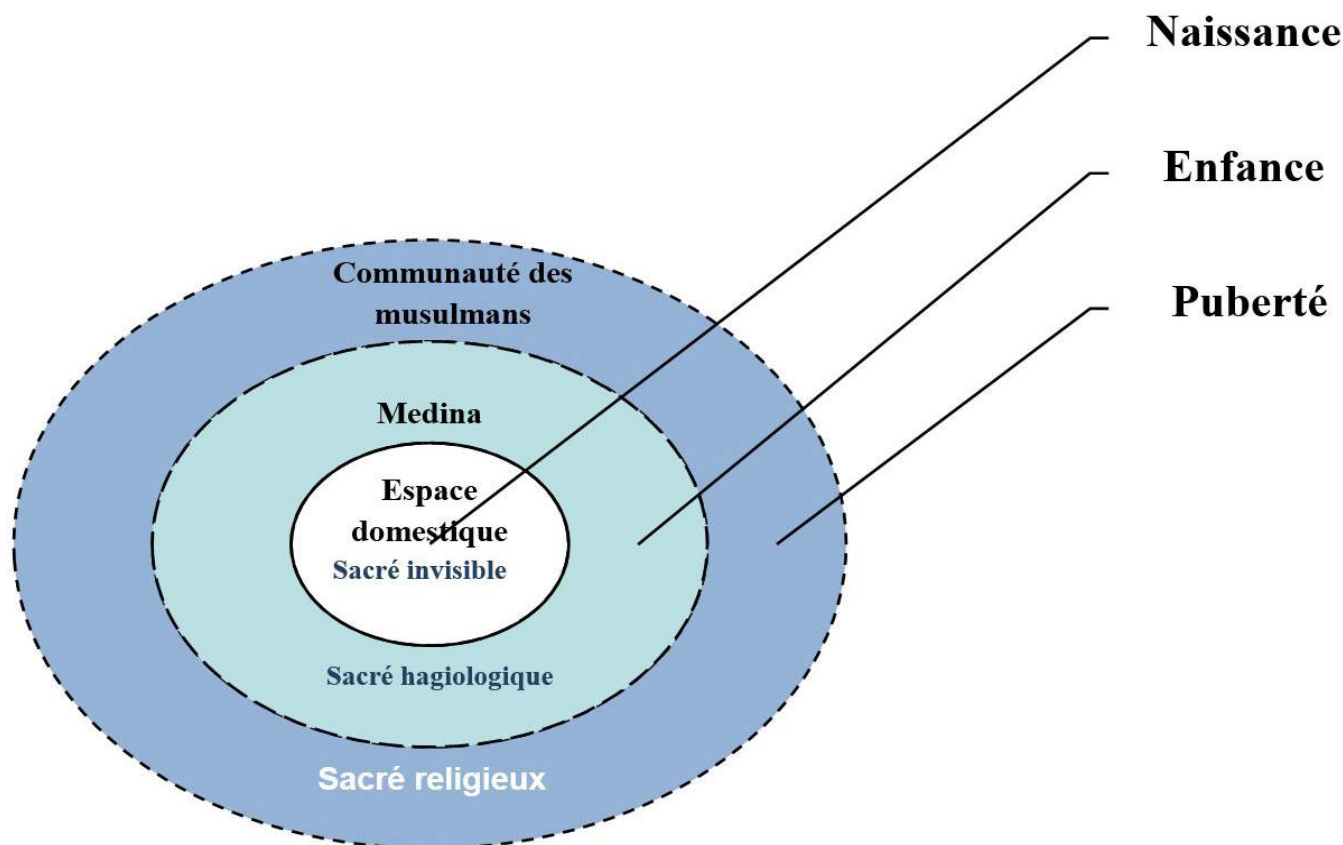 Naissance
Enfance
Puberté
Communauté des
musulmans
Medina
Espace
domestique
Sacré invisible
Sacré hagiologique
Sacré religieux